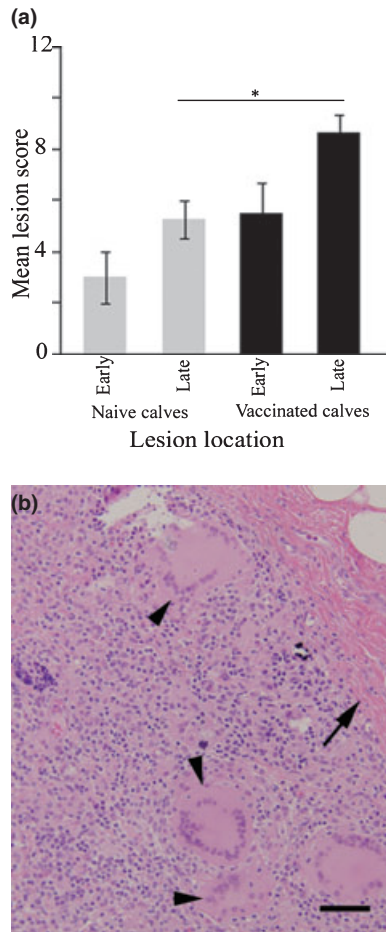 (a)
12
8
4
0
Mean lesion score
*
Early
Late
Early
Late
Naive calves
Vaccinated calves
Lesion location
(b)